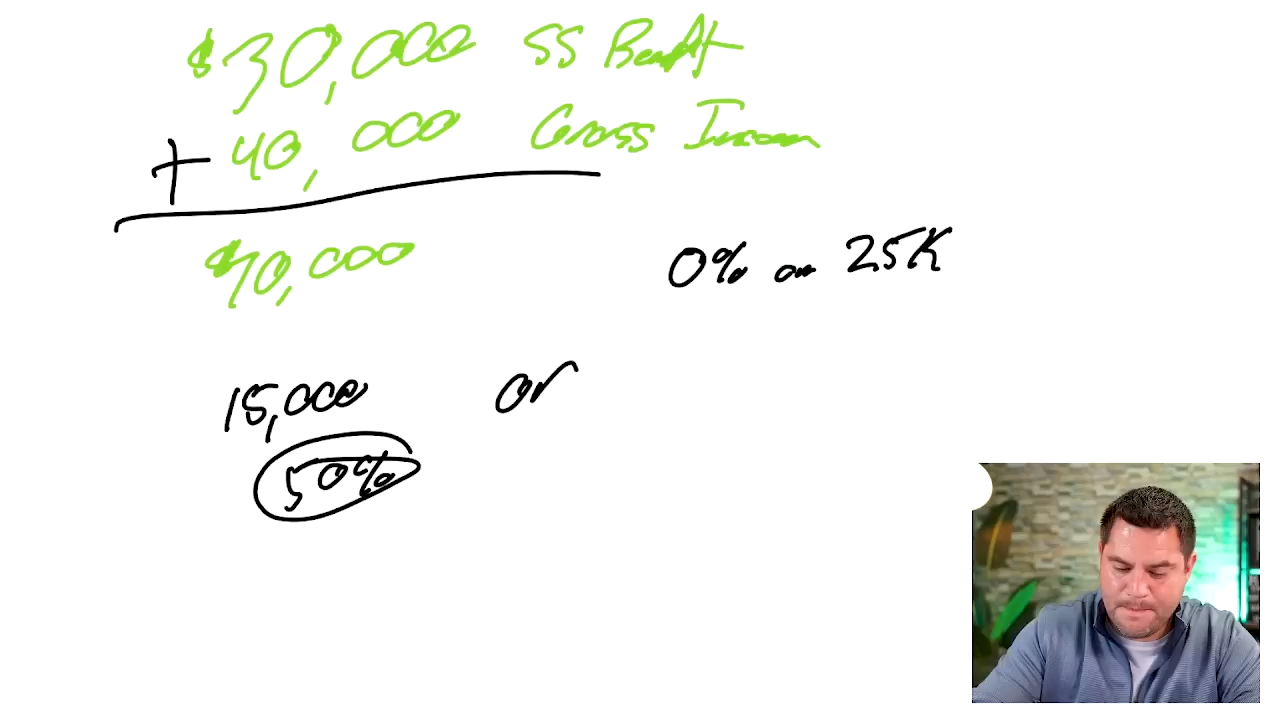 $30,000 SS Benefit
+ 40,000 Gross Income
$70,000
0% on 25K
15,000 or
50%